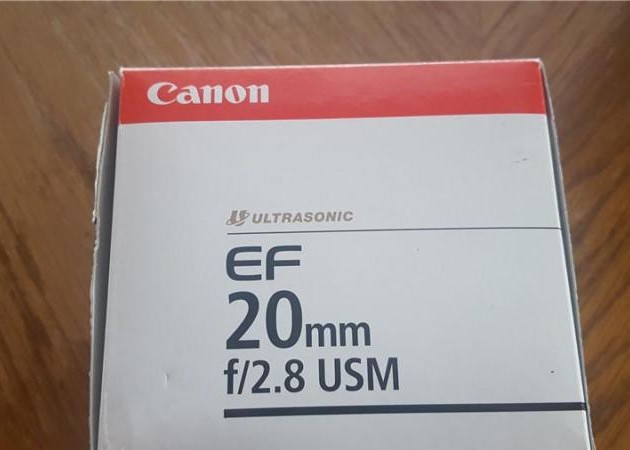 Canon
ULTRASONIC
EF
20mm
f/2.8 USM